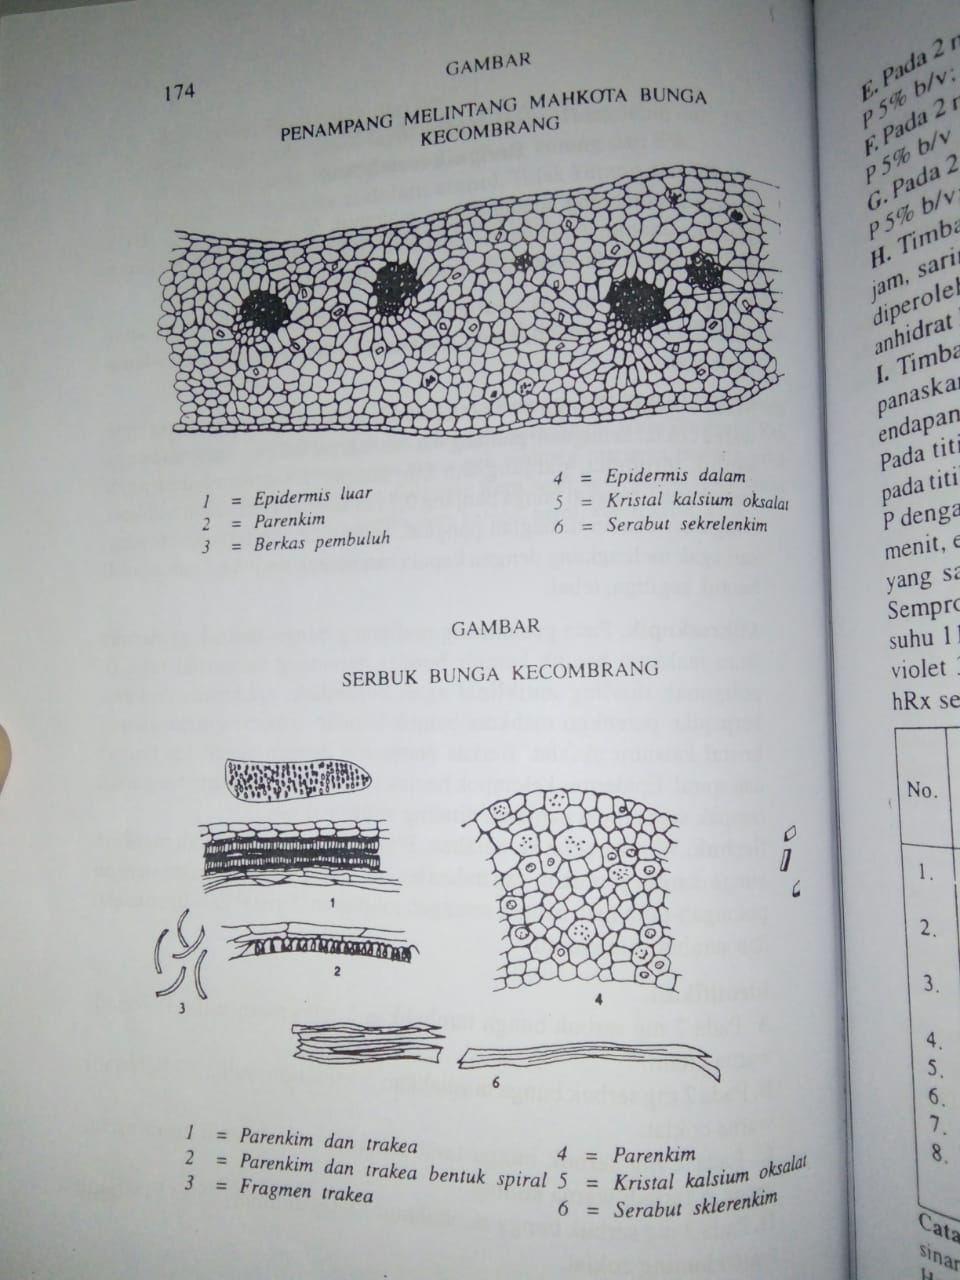 174
GAMBAR
PENAMPANG MELINTANG MAHKOTA BUNGA
KECOMBRANG
1 = Epidermis luar
2 = Parenkim
3 = Berkas pembuluh
4 = Epidermis dalam
5 = Kristal kalsium oksalat
6 = Serabut sekrelenkim
GAMBAR
SERBUK BUNGA KECOMBRANG
1
2
3
4
6
1 = Parenkim dan trakea
2 = Parenkim dan trakea bentuk spiral
3 = Fragmen trakea
4 = Parenkim
5 = Kristal kalsium oksalat
6 = Serabut sklerenkim
E. Pada 2
P 5% b/v;
F. Pada 2
P 5% b/v
G. Pada 2
P 5% b/v
H. Timba
jam, sarin
diperoleh
anhidrat
I. Timba
panaskan
endapan
Pada titi
pada titi
P denga
menit, e
yang sa
Sempro
suhu 11
violet
hRx se
No.
1.
2.
3.
4.
5.
6.
7.
8.
Cata
sinar